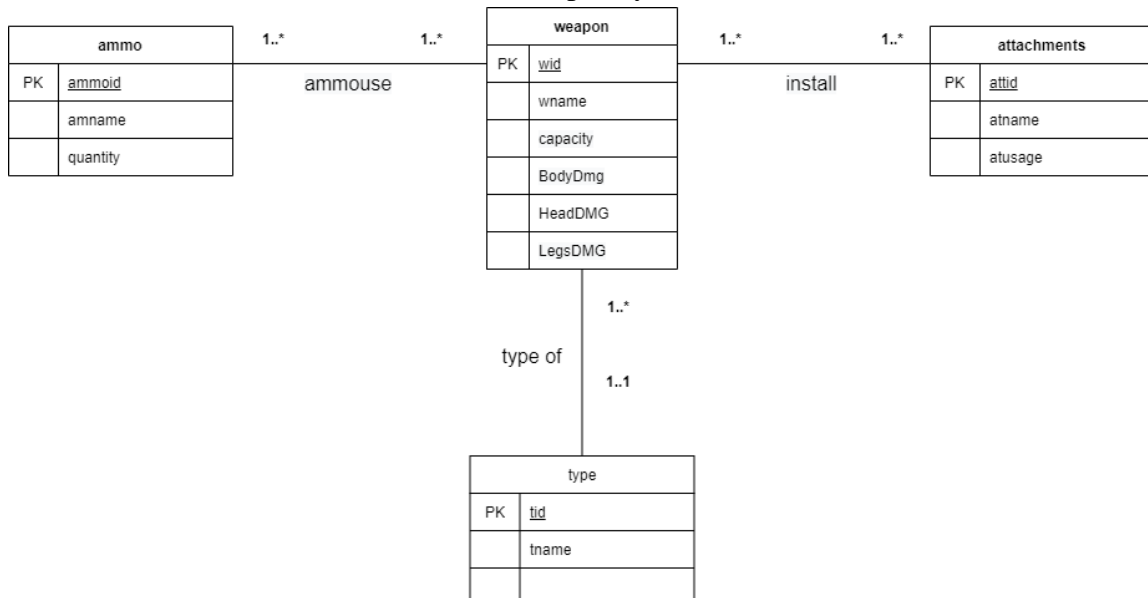 ammo
PK ammoid
amname
quantity
1..* 1..*
ammouse
weapon
PK wid
wname
capacity
BodyDmg
HeadDMG
LegsDMG
1..* 1..*
install
attachments
PK attid
atname
atusage
1..*
type of
1..1
type
PK tid
tname